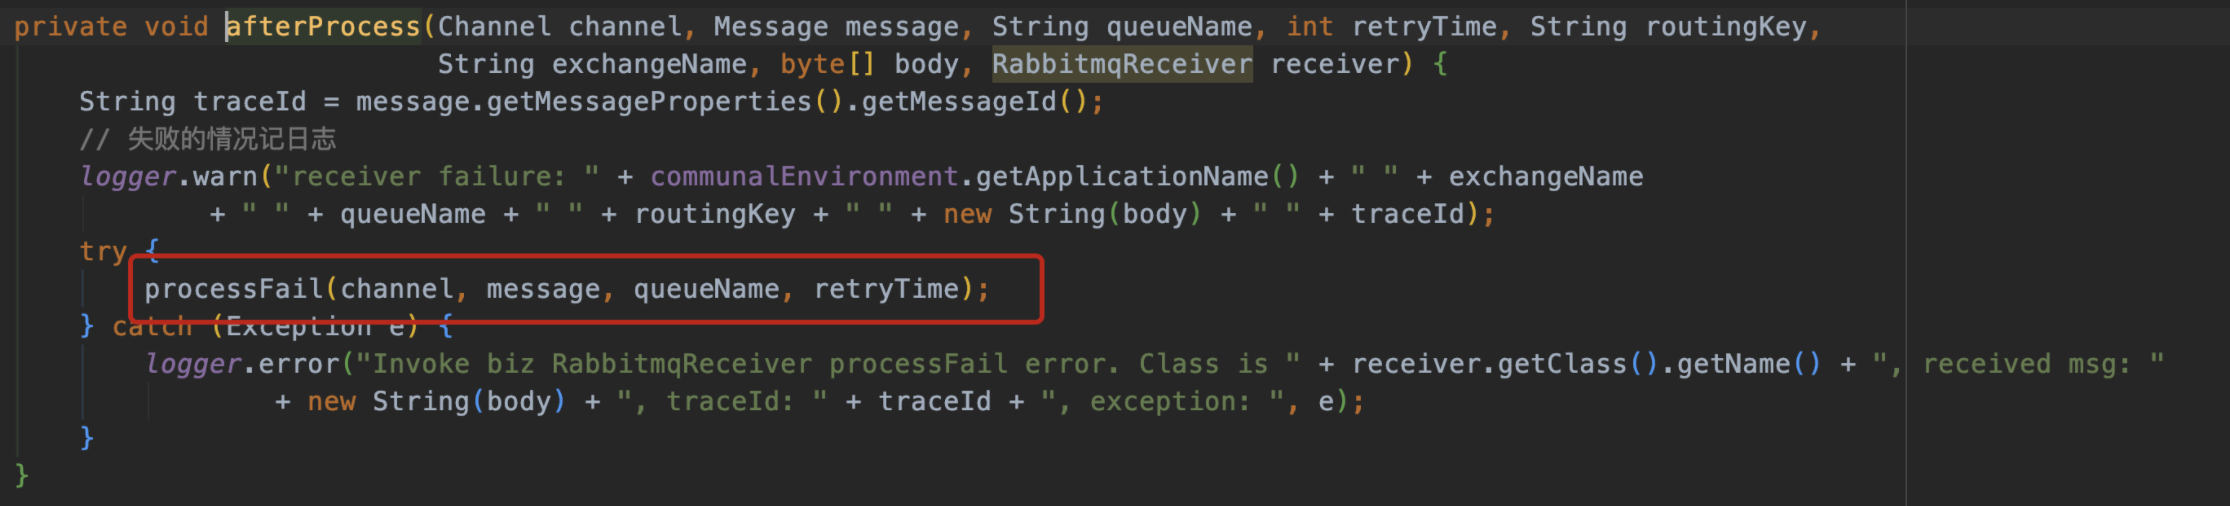 private void afterProcess(Channel channel, Message message, String queueName, int retryTime, String routingKey,
String exchangeName, byte[] body, RabbitmqReceiver receiver) {
String traceId = message.getMessageProperties().getMessageId();
// 失败的情况记日志
logger.warn("receiver failure: " + communalEnvironment.getApplicationName() + " " + exchangeName
+ " " + queueName + " " + routingKey + " " + new String(body) + " " + traceId);
try {
processFail(channel, message, queueName, retryTime);
} catch (Exception e) {
logger.error("Invoke biz RabbitmqReceiver processFail error. Class is " + receiver.getClass().getName() + ", received msg: "
+ new String(body) + ", traceId: " + traceId + ", exception: ", e);
}
}